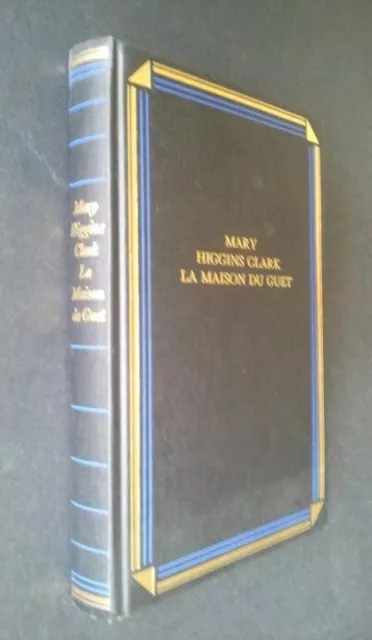 MARY
HIGGINS CLARK
LA MAISON DU GUET
Mary
Higgins
Clark
La
Maison
du Guet